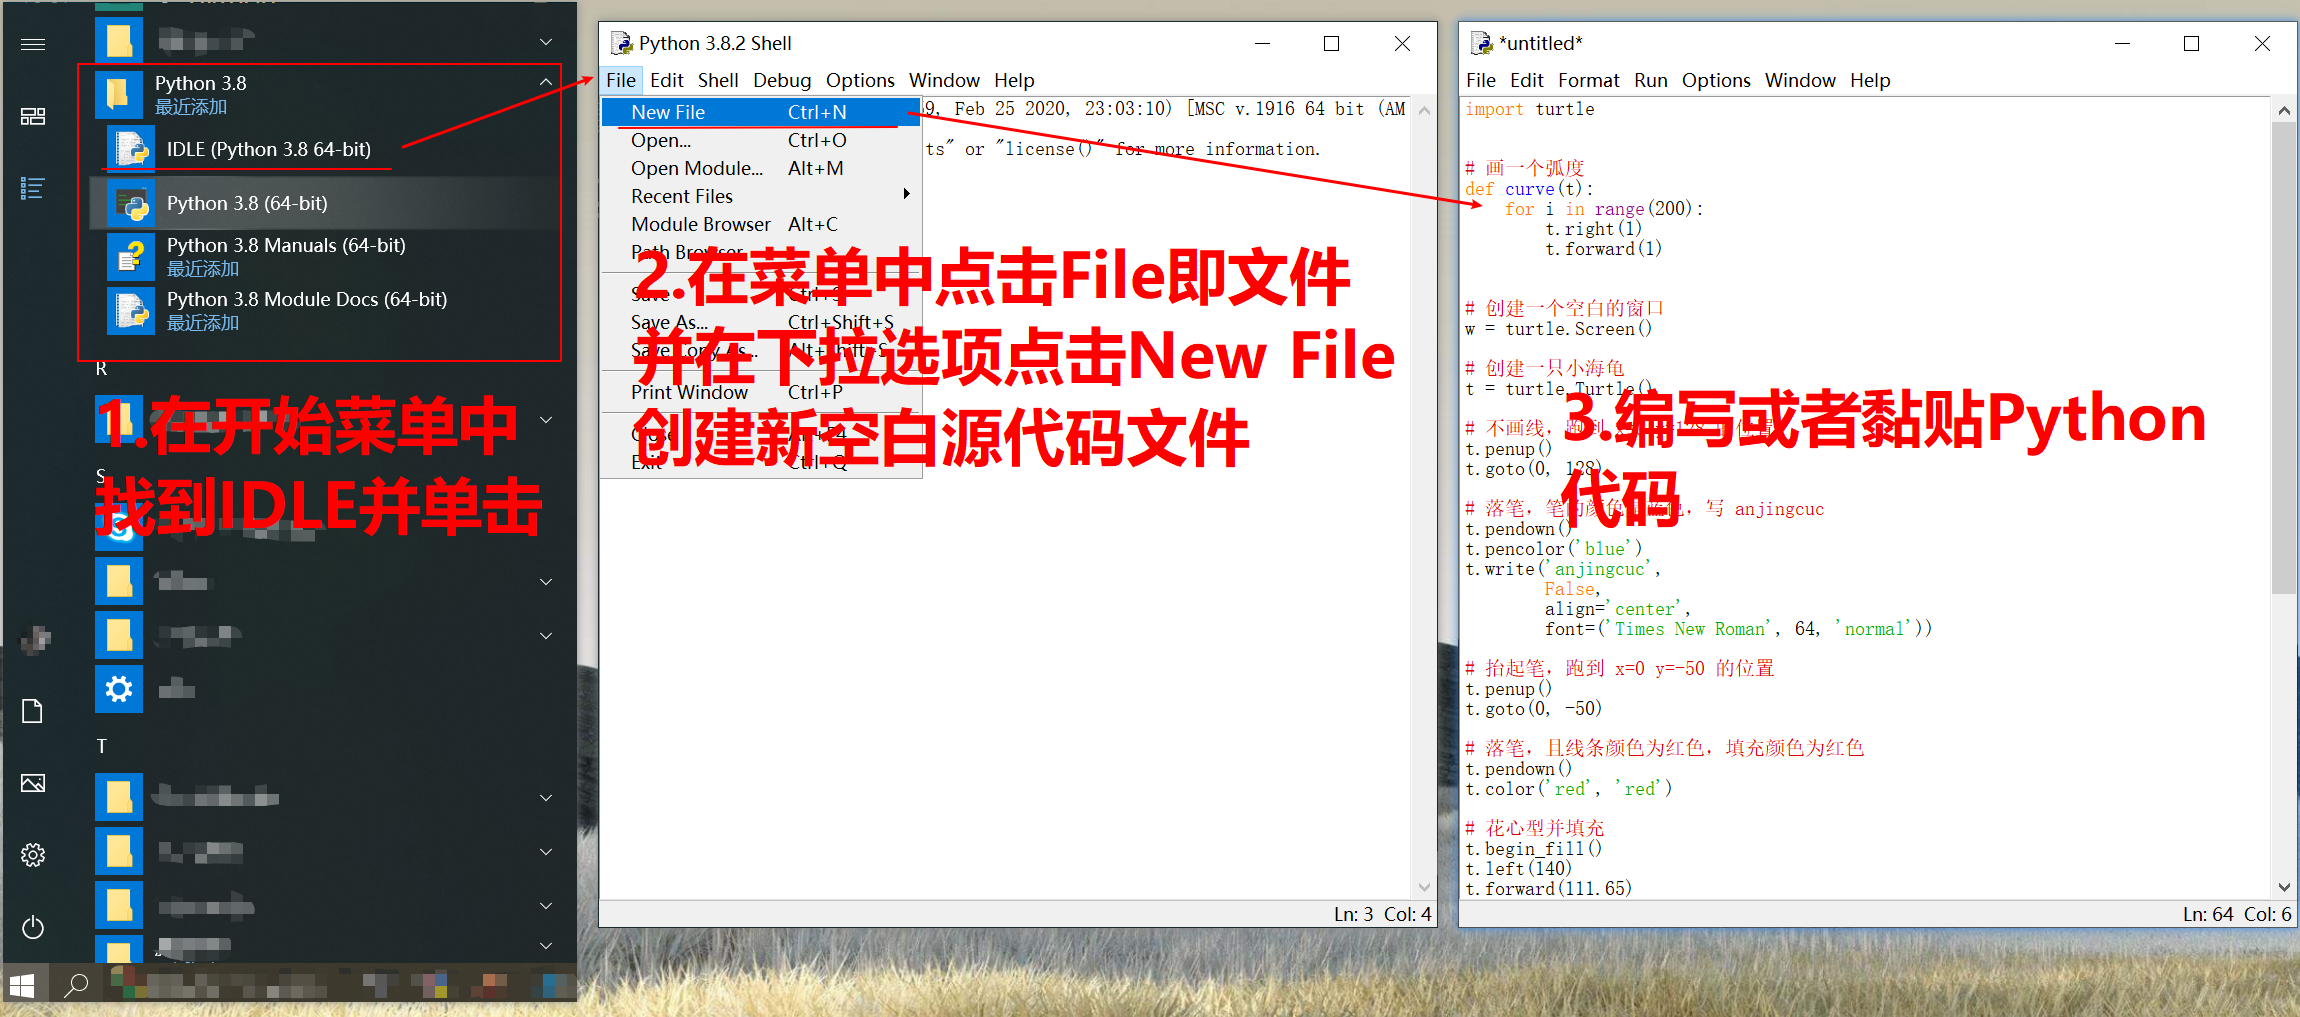 Python 3.8
最近添加
IDLE (Python 3.8 64-bit)
Python 3.8 (64-bit)
Python 3.8 Manuals (64-bit)
最近添加
Python 3.8 Module Docs (64-bit)
最近添加
R
1.在开始菜单中
S
找到IDLE并单击
T
Python 3.8.2 Shell
File Edit Shell Debug Options Window Help
9, Feb 25 2020, 23:03:10) [MSC v.1916 64 bit (AM
ts" or "license()" for more information.
New File Ctrl+N
Open... Ctrl+O
Open Module... Alt+M
Recent Files
Module Browser Alt+C
Path Browser
2.在菜单中点击File即文件
Save Ctrl+S
Save As... Ctrl+Shift+S
并在下拉选项点击New File
Save Copy As... Alt+Shift+S
Print Window Ctrl+P
创建新空白源代码文件
Close Alt+F4
Exit Ctrl+Q
Ln: 3 Col: 4
*untitled*
File Edit Format Run Options Window Help
import turtle
# 画一个弧度
def curve(t):
for i in range(200):
t.right(1)
t.forward(1)
# 创建一个空白的窗口
w = turtle.Screen()
# 创建一只小海龟
t = turtle.Turtle()
3.编写或者黏贴Python
代码
# 不画线，跑到
t.penup()
t.goto(0, 128)
# 落笔，笔的颜色 蓝色，写 anjingcuc
t.pendown()
t.pencolor('blue')
t.write('anjingcuc',
False,
align='center',
font=('Times New Roman', 64, 'normal'))
# 抬起笔，跑到 x=0 y=-50 的位置
t.penup()
t.goto(0, -50)
# 落笔，且线条颜色为红色，填充颜色为红色
t.pendown()
t.color('red', 'red')
# 花心型并填充
t.begin_fill()
t.left(140)
t.forward(111.65)
Ln: 64 Col: 6